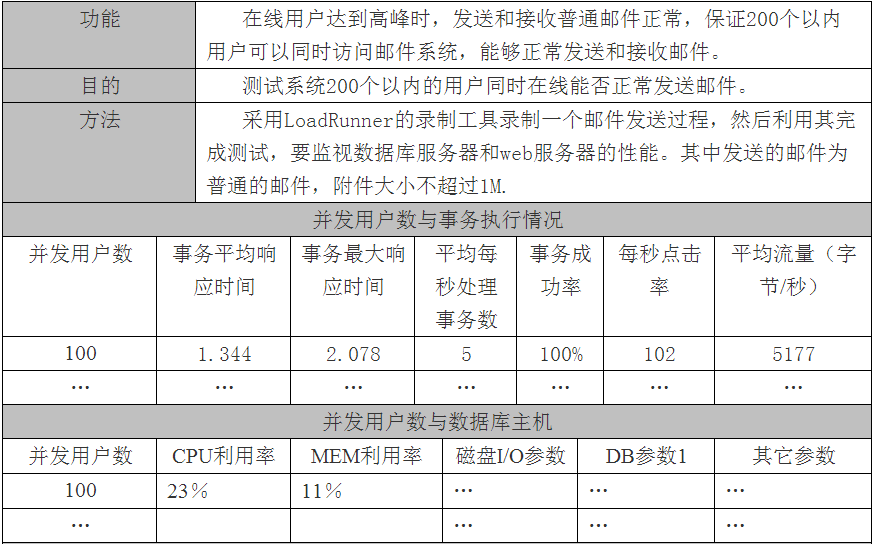 功能 在线用户达到高峰时，发送和接收普通邮件正常，保证200个以内
用户可以同时访问邮件系统，能够正常发送和接收邮件。
目的 测试系统200个以内的用户同时在线能否正常发送邮件。
方法 采用LoadRunner的录制工具录制一个邮件发送过程，然后利用其完
成测试，要监视数据库服务器和web服务器的性能。其中发送的邮件为
普通的邮件，附件大小不超过1M.
并发用户数与事务执行情况
并发用户数 事务平均响 事务最大响 平均每 事务成 每秒点击 平均流量（字
应时间 应时间 秒处理 功率 率 节/秒）
事务数
100 1.344 2.078 5 100% 102 5177
… … … … … … …
并发用户数与数据库主机
并发用户数 CPU利用率 MEM利用率 磁盘I/O参数 DB参数1 其它参数
100 23％ 11％ … … …
… … … …